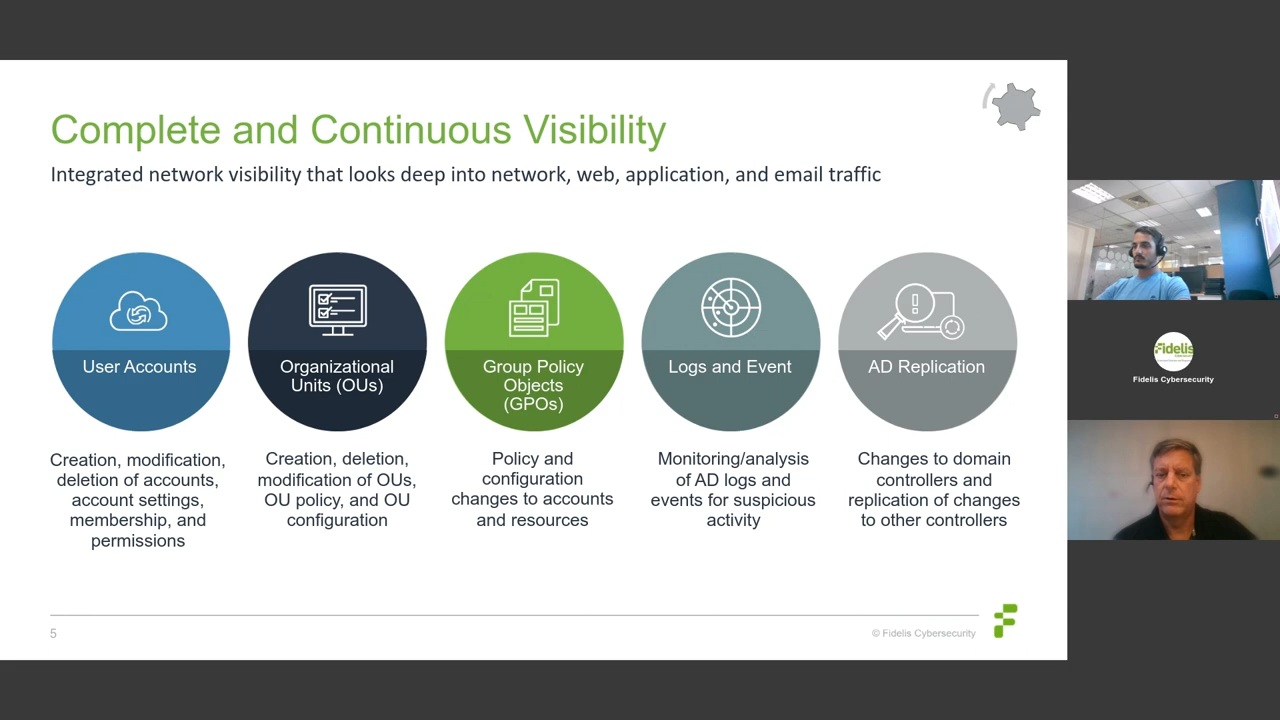 Complete and Continuous Visibility
Integrated network visibility that looks deep into network, web, application, and email traffic
User Accounts
Organizational
Units (OUs)
Group Policy
Objects
(GPOs)
Logs and Event
AD Replication
Creation, modification,
deletion of accounts,
account settings,
membership, and
permissions
Creation, deletion,
modification of OUs,
OU policy, and OU
configuration
Policy and
configuration
changes to accounts
and resources
Monitoring/analysis
of AD logs and
events for suspicious
activity
Changes to domain
controllers and
replication of changes
to other controllers
5
© Fidelis Cybersecurity
Fidelis
Fidelis Cybersecurity